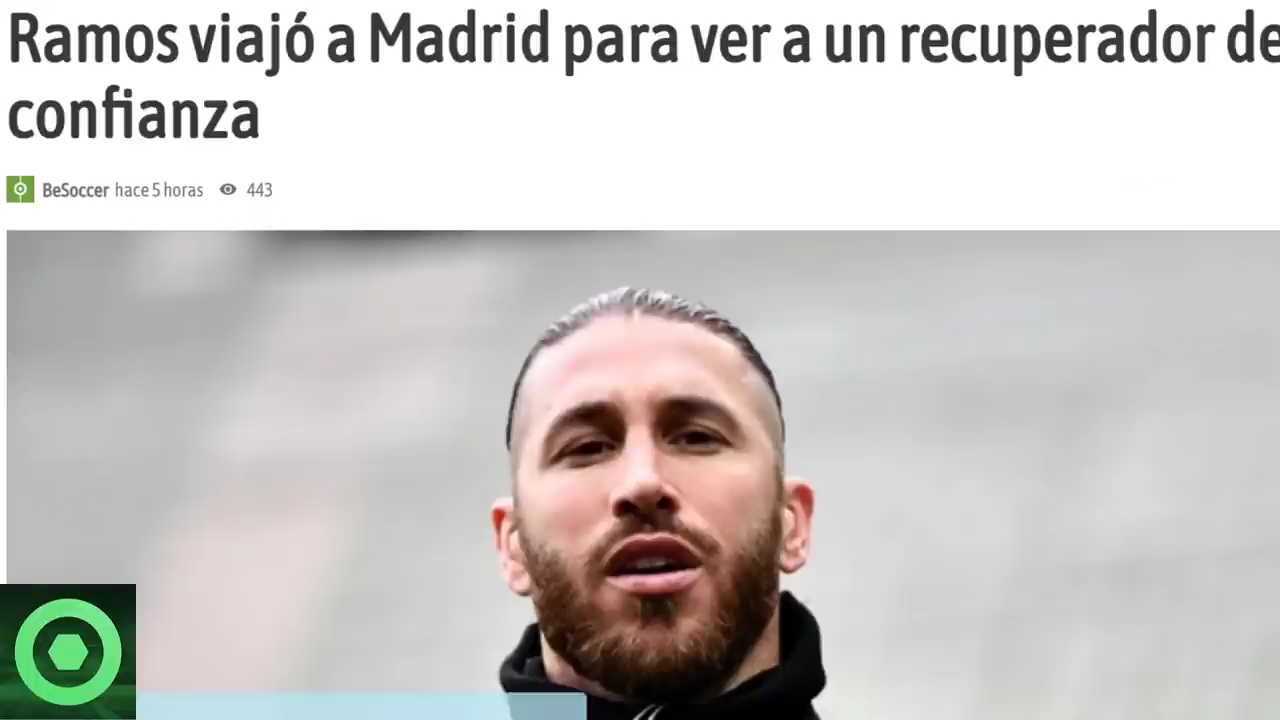 Ramos viajó a Madrid para ver a un recuperador de
confianza
BeSoccer hace 5 horas 443